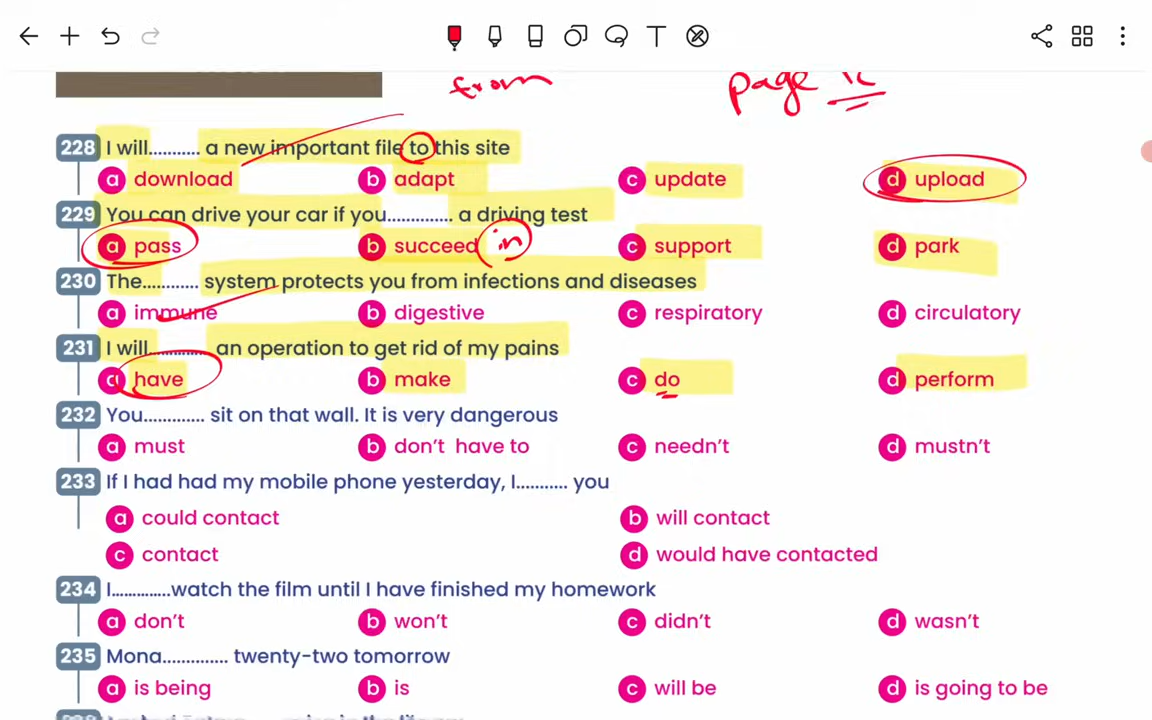 from page 12
228 I will........... a new important file to this site
a download b adapt c update d upload
229 You can drive your car if you.............. a driving test
a pass b succeed in c support d park
230 The............ system protects you from infections and diseases
a immune b digestive c respiratory d circulatory
231 I will............. an operation to get rid of my pains
a have b make c do d perform
232 You............. sit on that wall. It is very dangerous
a must b don't have to c needn't d mustn't
233 If I had had my mobile phone yesterday, I........... you
a could contact b will contact
c contact d would have contacted
234 I..............watch the film until I have finished my homework
a don't b won't c didn't d wasn't
235 Mona.............. twenty-two tomorrow
a is being b is c will be d is going to be